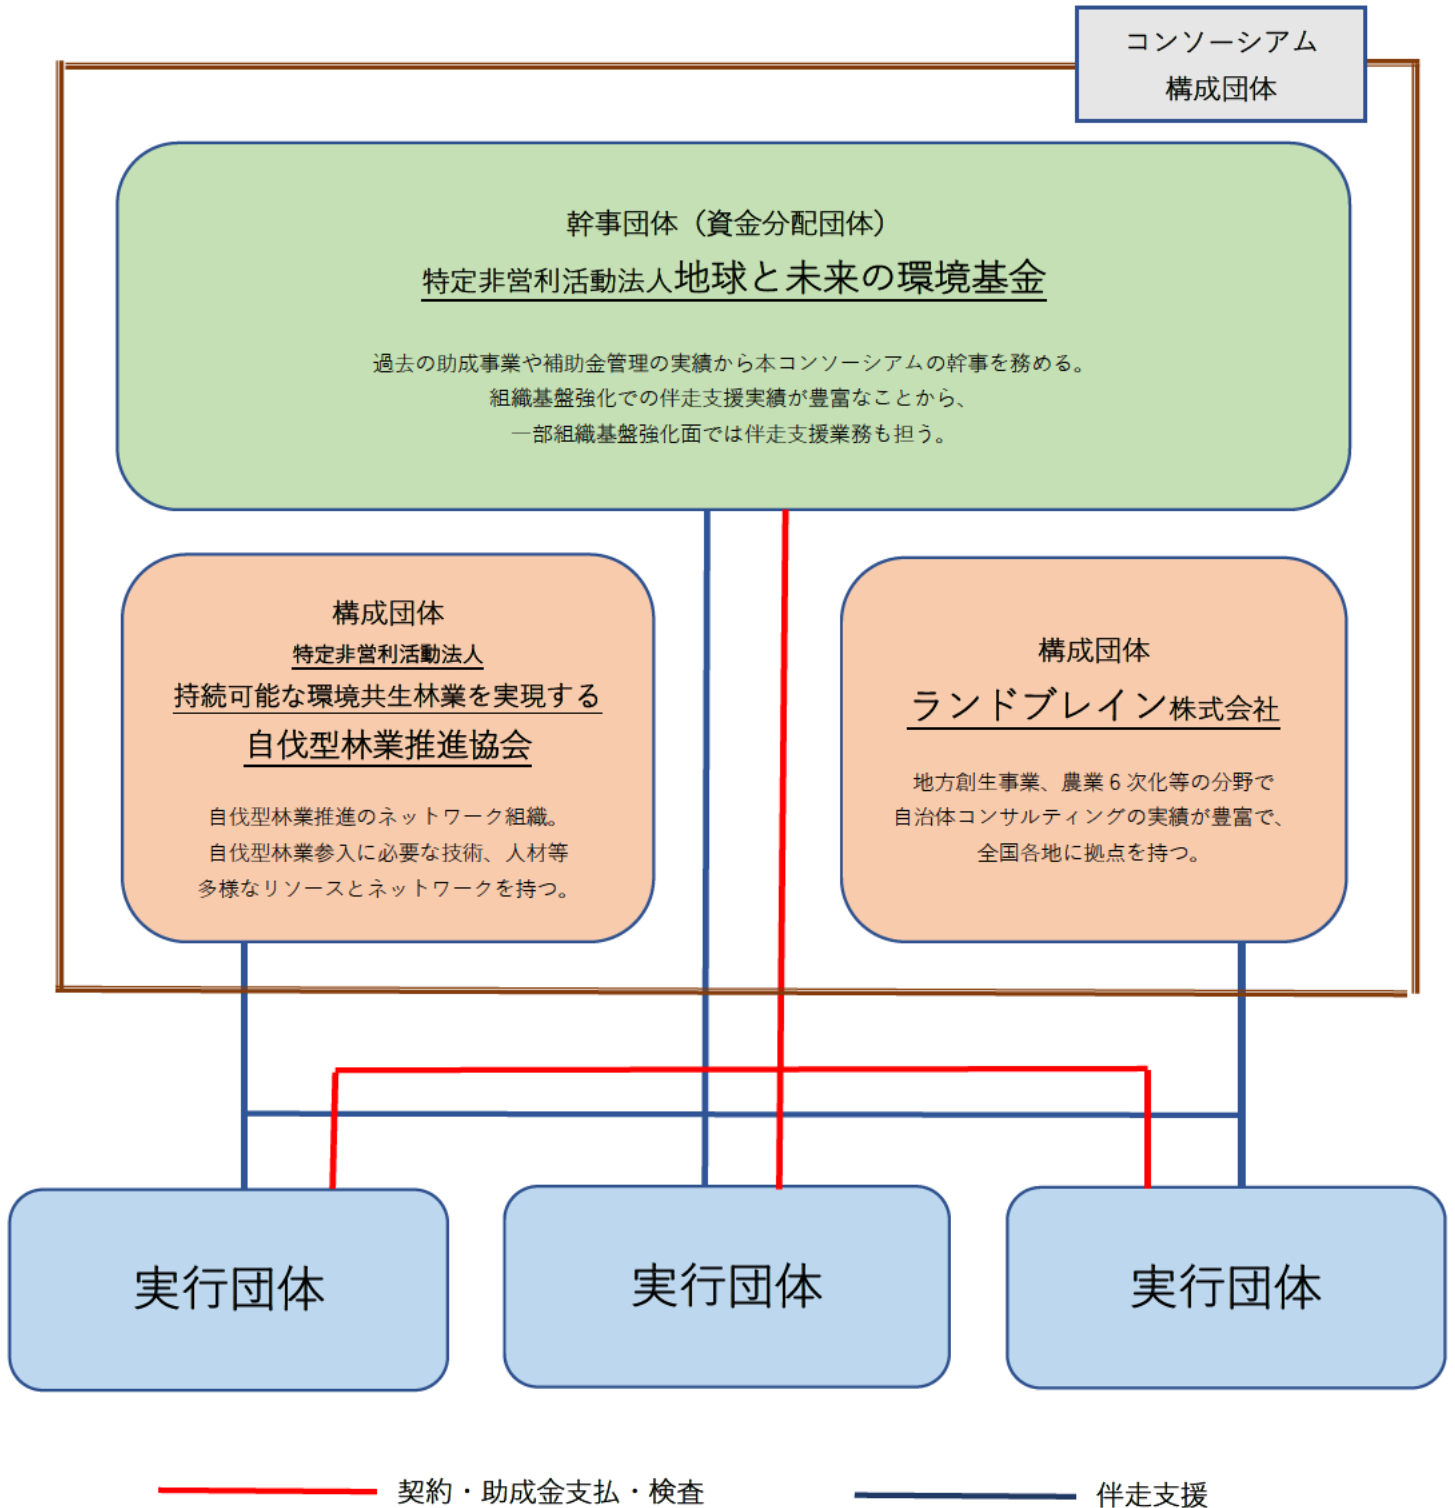 コンソーシアム
構成団体
幹事団体（資金分配団体）
特定非営利活動法人地球と未来の環境基金
過去の助成事業や補助金管理の実績から本コンソーシアムの幹事を務める。
組織基盤強化での伴走支援実績が豊富なことから、
一部組織基盤強化面では伴走支援業務も担う。
構成団体
特定非営利活動法人
持続可能な環境共生林業を実現する
自伐型林業推進協会
自伐型林業推進のネットワーク組織。
自伐型林業参入に必要な技術、人材等
多様なリソースとネットワークを持つ。
構成団体
ランドブレイン株式会社
地方創生事業、農業６次化等の分野で
自治体コンサルティングの実績が豊富で、
全国各地に拠点を持つ。
実行団体
実行団体
実行団体
契約・助成金支払・検査
伴走支援